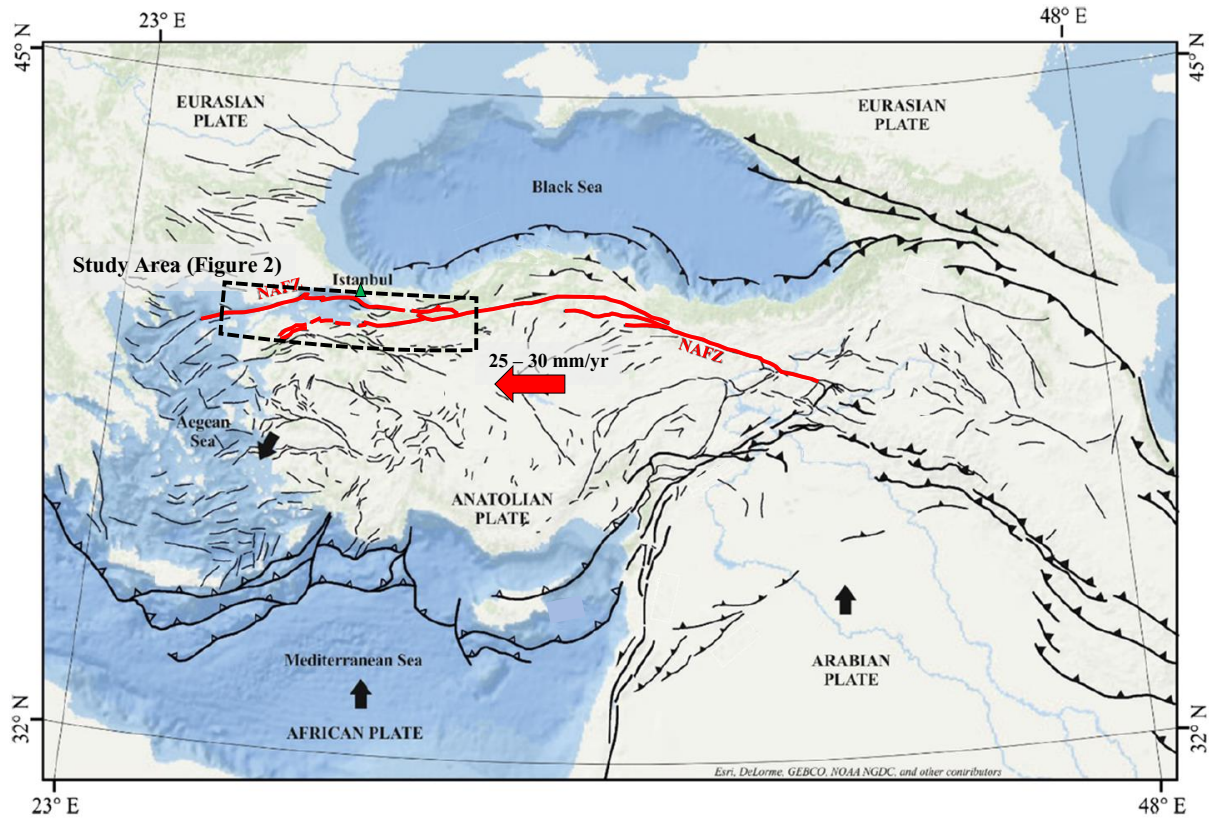 23° E
48° E
45° N
45° N
EURASIAN
PLATE
EURASIAN
PLATE
Black Sea
Study Area (Figure 2)
Istanbul
NAFZ
NAFZ
25 – 30 mm/yr
Aegean
Sea
ANATOLIAN
PLATE
Mediterranean Sea
ARABIAN
PLATE
AFRICAN PLATE
32° N
32° N
Esri, DeLorme, GEBCO, NOAA NGDC, and other contributors
23° E
48° E